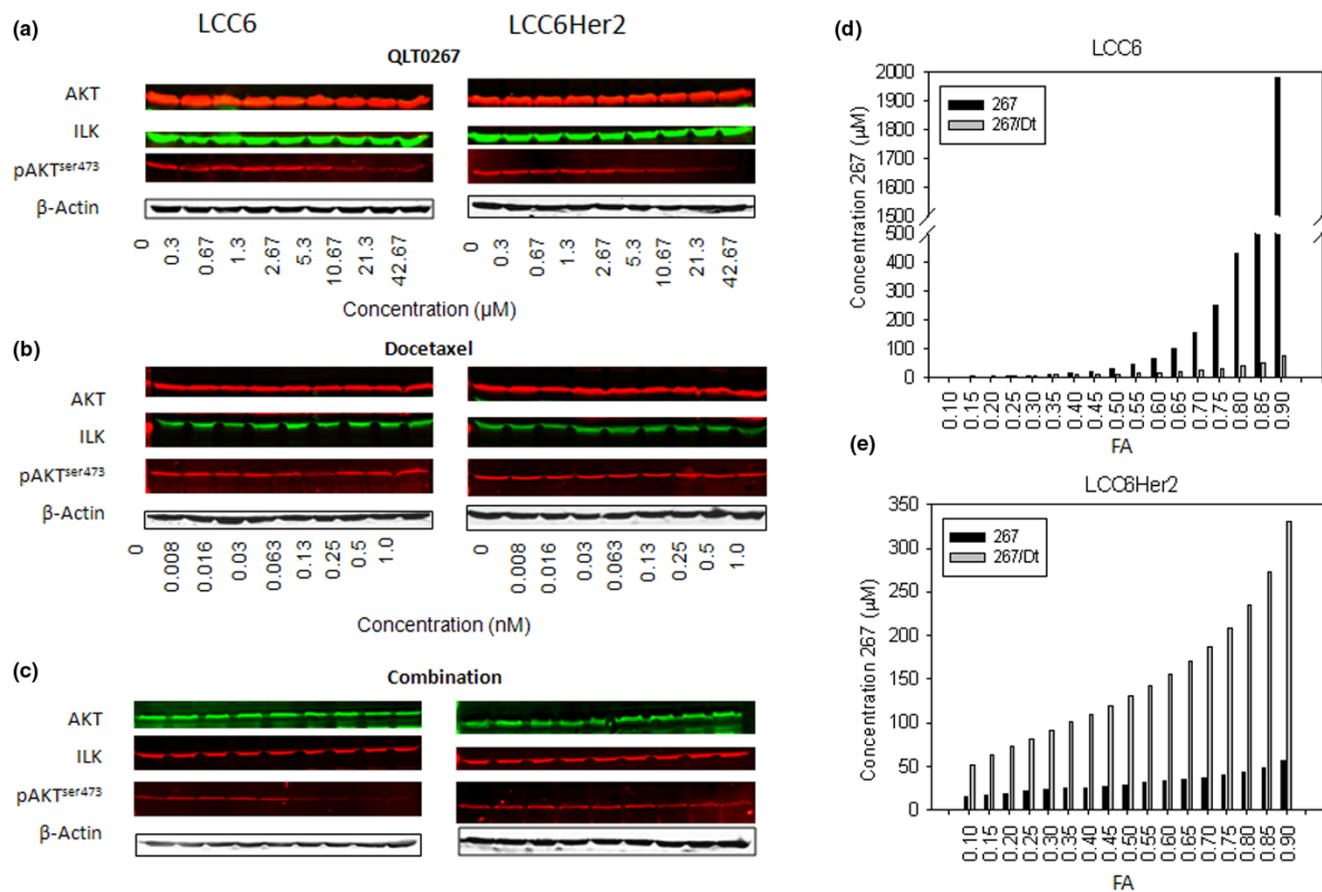 (a)
LCC6
LCC6Her2
QLT0267
AKT
ILK
pAKTser473
β-Actin
0 0.3 0.67 1.3 2.67 5.3 10.67 21.3 42.67
0 0.3 0.67 1.3 2.67 5.3 10.67 21.3 42.67
Concentration (µM)
(b)
Docetaxel
AKT
ILK
pAKTser473
β-Actin
0 0.008 0.016 0.03 0.063 0.13 0.25 0.5 1.0
0 0.008 0.016 0.03 0.063 0.13 0.25 0.5 1.0
Concentration (nM)
(c)
Combination
AKT
ILK
pAKTser473
β-Actin
(d)
LCC6
267
267/Dt
Concentration 267 (µM)
2000
1900
1800
1700
1600
1500
500
400
300
200
100
0
0.10 0.15 0.20 0.25 0.30 0.35 0.40 0.45 0.50 0.55 0.60 0.65 0.70 0.75 0.80 0.85 0.90
FA
(e)
LCC6Her2
267
267/Dt
Concentration 267 (µM)
350
300
250
200
150
100
50
0
0.10 0.15 0.20 0.25 0.30 0.35 0.40 0.45 0.50 0.55 0.60 0.65 0.70 0.75 0.80 0.85 0.90
FA